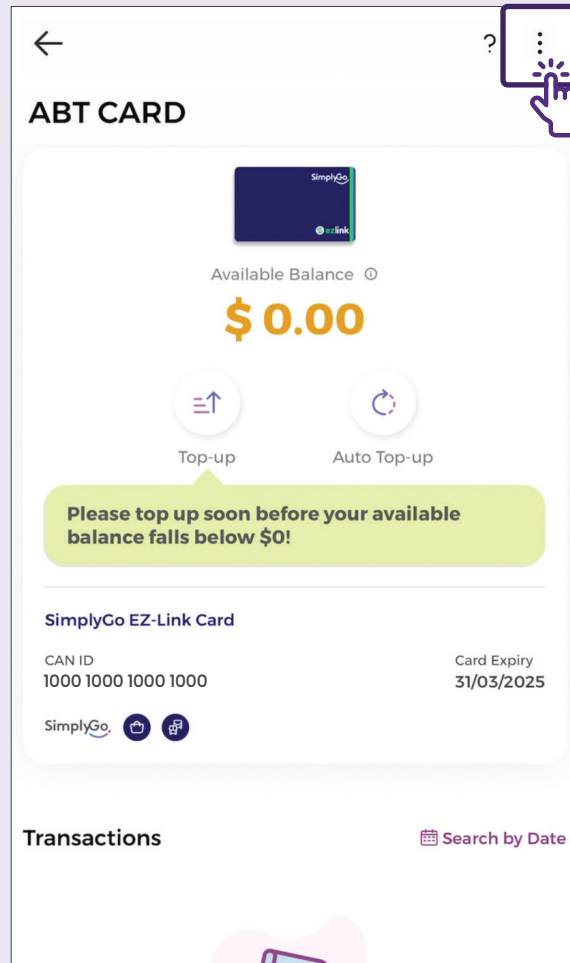 ?
ABT CARD
SimplyGo
ezlink
Available Balance
$ 0.00
Top-up
Auto Top-up
Please top up soon before your available
balance falls below $0!
SimplyGo EZ-Link Card
CAN ID
Card Expiry
1000 1000 1000 1000
31/03/2025
SimplyGo.
Transactions
Search by Date